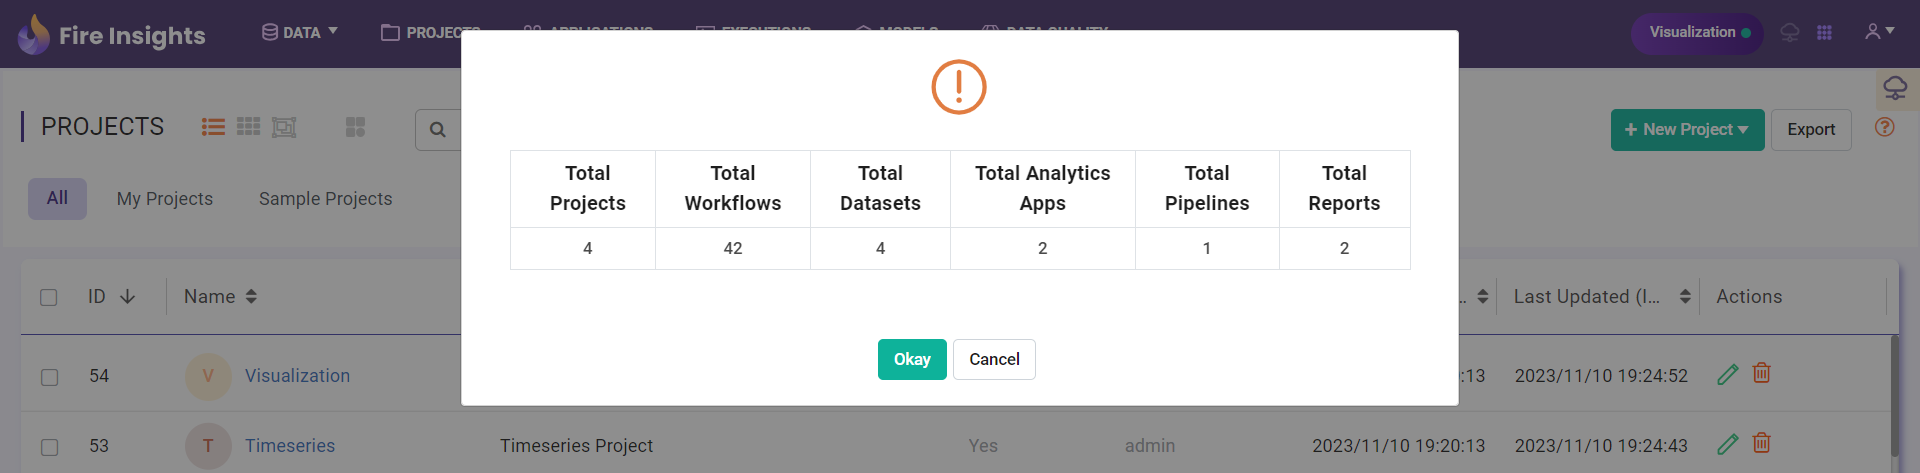 Fire Insights
DATA
PROJECTS
APPLICATIONS
EXECUTIONS
MODELS
DATA QUALITY
Visualization
PROJECTS
+ New Project
Export
All
My Projects
Sample Projects
Total Projects
Total Workflows
Total Datasets
Total Analytics Apps
Total Pipelines
Total Reports
4
42
4
2
1
2
Okay
Cancel
ID
Name
..
Last Updated (I...
Actions
54
V
Visualization
:13
2023/11/10 19:24:52
53
T
Timeseries
Timeseries Project
Yes
admin
2023/11/10 19:20:13
2023/11/10 19:24:43